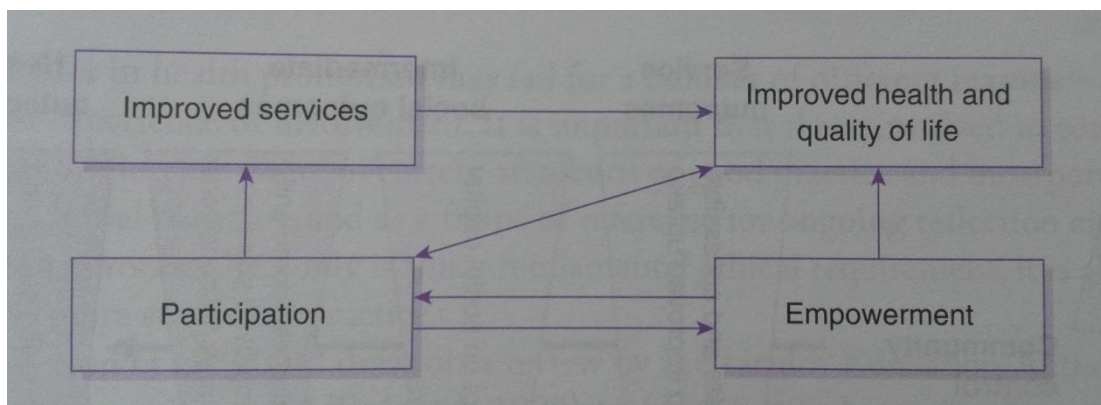 Improved services
Improved health and
quality of life
Participation
Empowerment